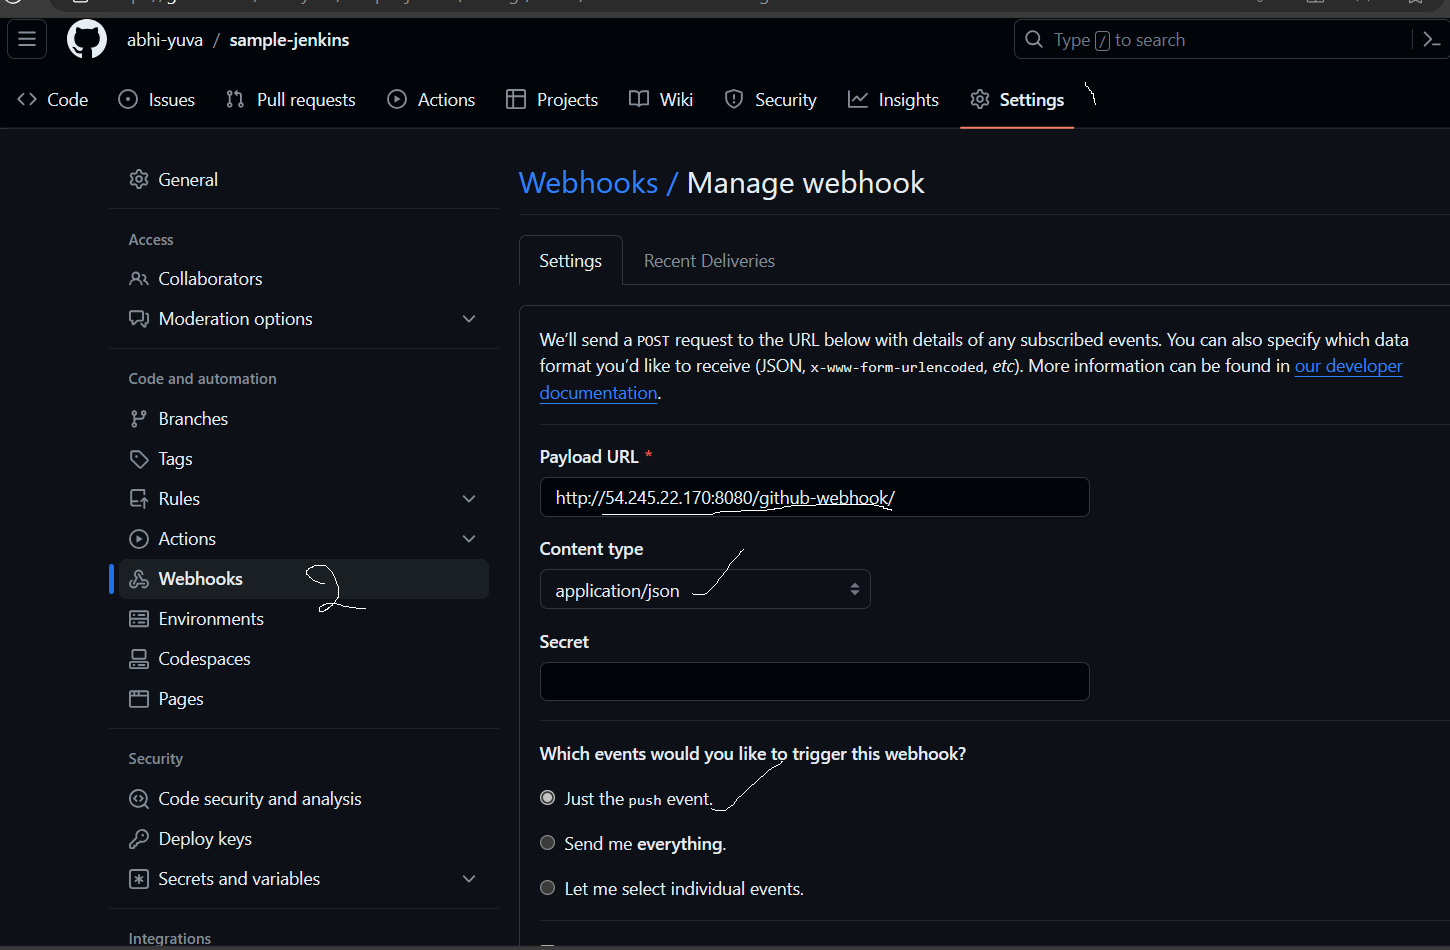 abhi-yuva / sample-jenkins
Type / to search
Code
Issues
Pull requests
Actions
Projects
Wiki
Security
Insights
Settings
1
General
Access
Collaborators
Moderation options
Code and automation
Branches
Tags
Rules
Actions
Webhooks
2
Environments
Codespaces
Pages
Security
Code security and analysis
Deploy keys
Secrets and variables
Integrations
Webhooks / Manage webhook
Settings
Recent Deliveries
We’ll send a POST request to the URL below with details of any subscribed events. You can also specify which data
format you’d like to receive (JSON, x-www-form-urlencoded, etc). More information can be found in our developer
documentation.
Payload URL *
http://54.245.22.170:8080/github-webhook/
Content type
application/json
Secret
Which events would you like to trigger this webhook?
Just the push event.
Send me everything.
Let me select individual events.